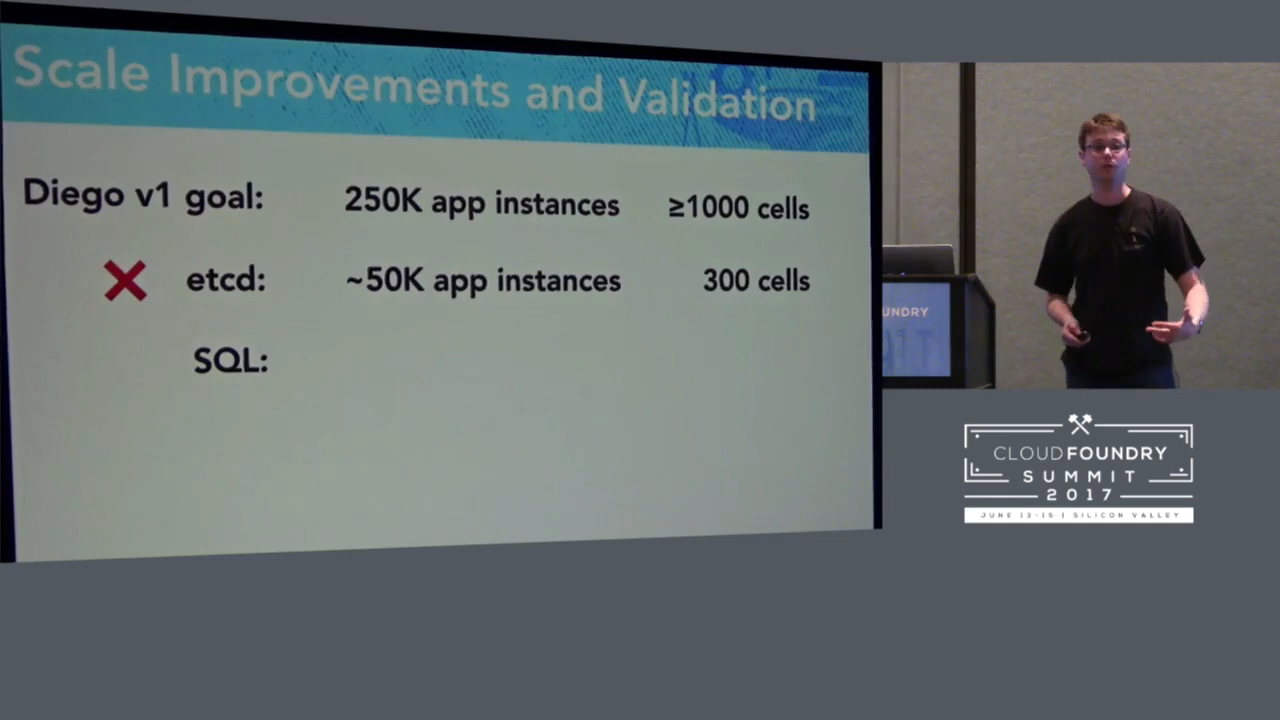 Scale Improvements and Validation
Diego v1 goal: 250K app instances ≥1000 cells
❌ etcd: ~50K app instances 300 cells
SQL:
UNDRY
CLOUDFOUNDRY
SUMMIT
2017
JUNE 13-15 | SILICON VALLEY